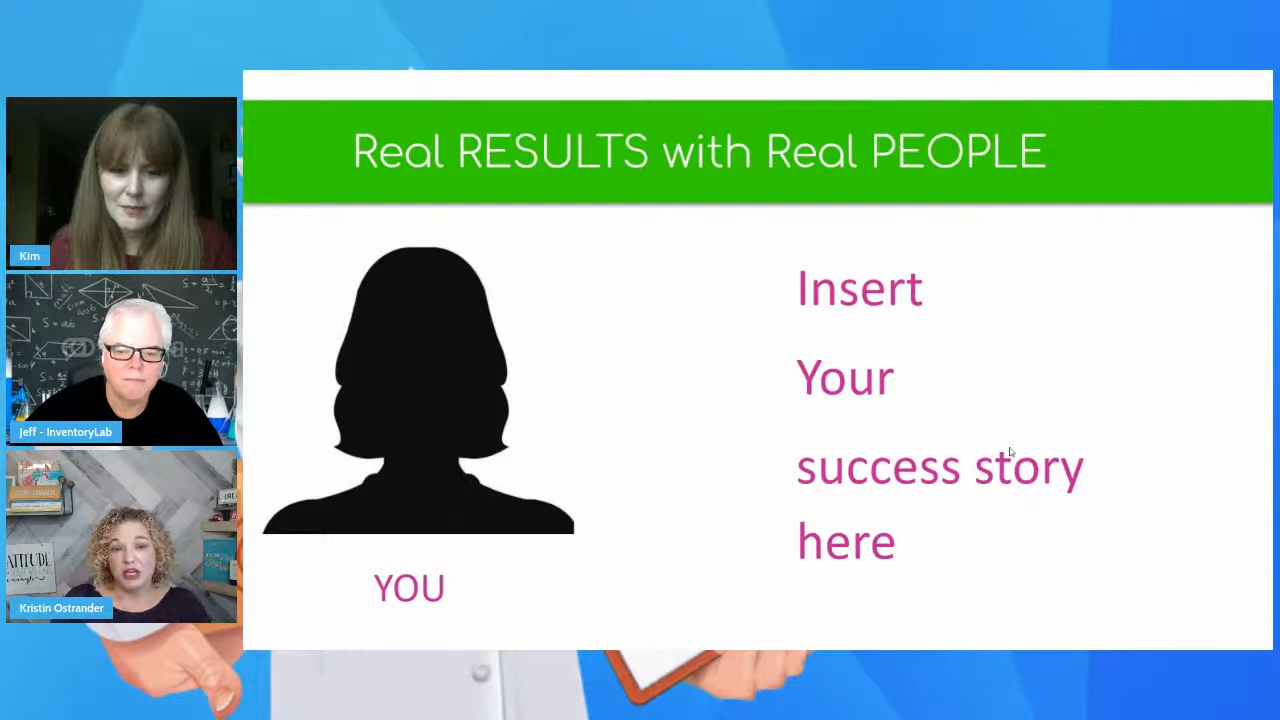 Real RESULTS with Real PEOPLE
Insert
Your
success story
here
YOU
Kim
Jeff - InventoryLab
Kristin Ostrander